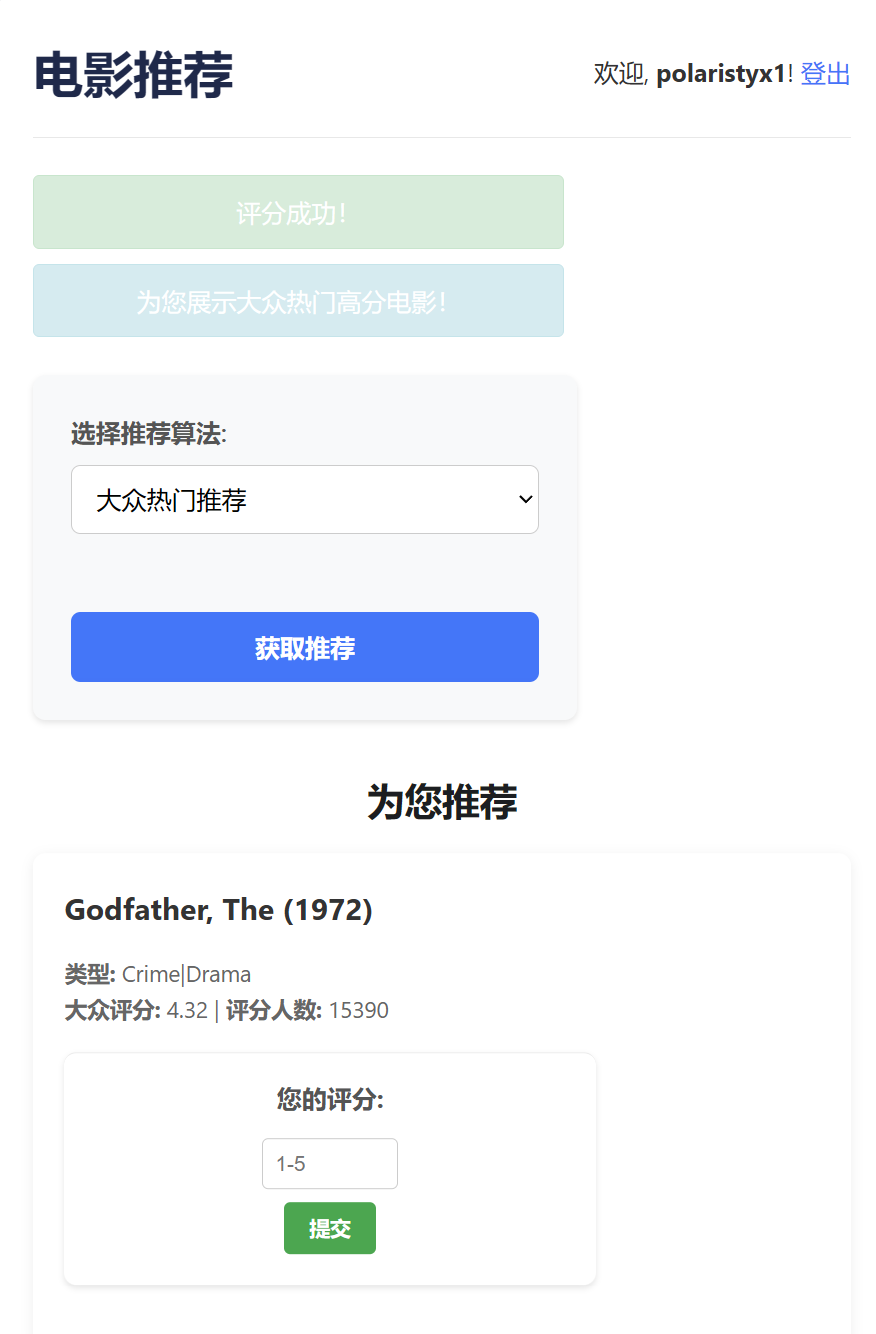 电影推荐
欢迎, polaristyx1! 登出
评分成功！
为您展示大众热门高分电影！
选择推荐算法:
大众热门推荐
获取推荐
为您推荐
Godfather, The (1972)
类型: Crime|Drama
大众评分: 4.32 | 评分人数: 15390
您的评分:
1-5
提交